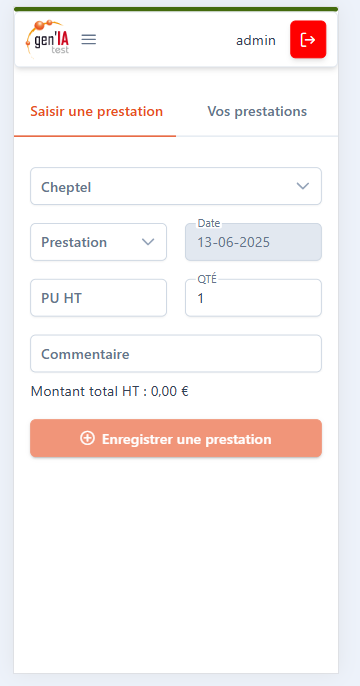 gen'IA
test
admin
Saisir une prestation
Vos prestations
Cheptel
Prestation
Date
13-06-2025
PU HT
QTÉ
1
Commentaire
Montant total HT : 0,00 €
Enregistrer une prestation